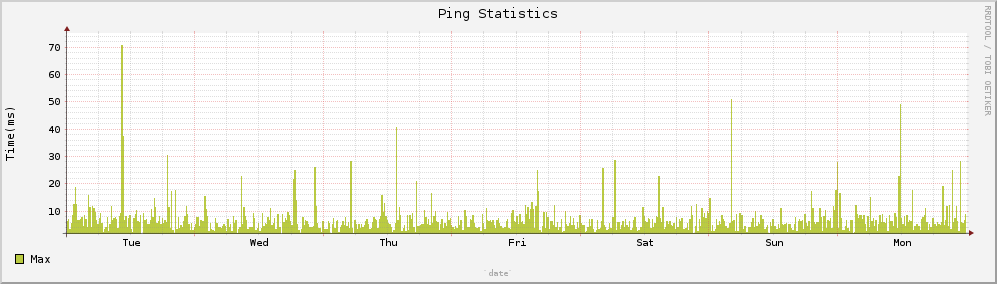 Ping Statistics
RRDTOOL / TOBI OETIKER
Time(ms)
70
60
50
40
30
20
10
Tue Wed Thu Fri Sat Sun Mon
Max
`date`